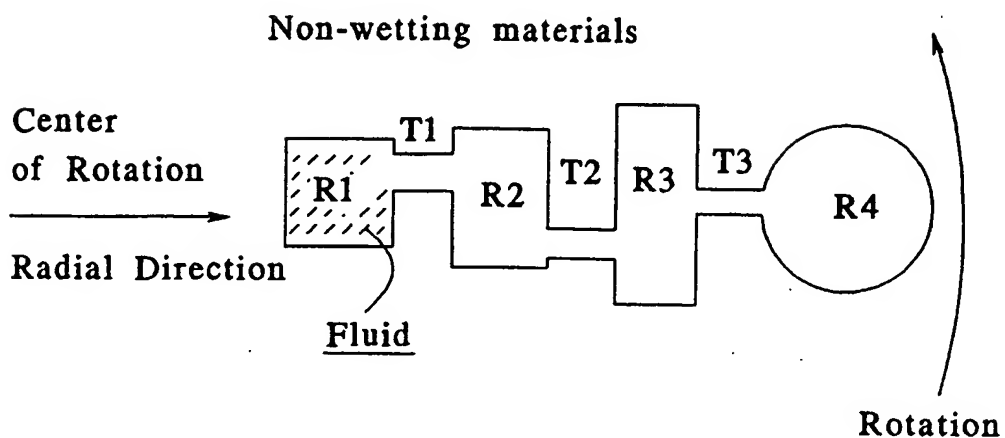 Non-wetting materials
Center
of Rotation
Radial Direction
R1
T1
R2
T2
R3
T3
R4
Fluid
Rotation